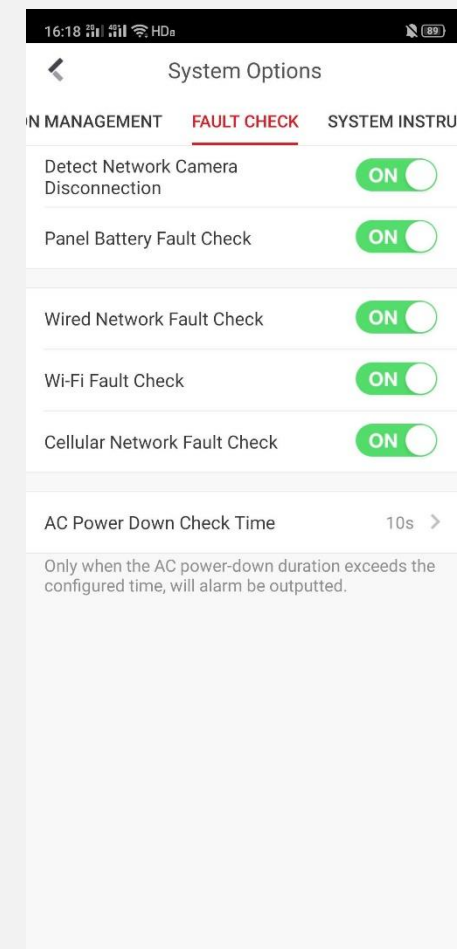 16:18 2G 4G HD
89
System Options
N MANAGEMENT FAULT CHECK SYSTEM INSTRU
Detect Network Camera
Disconnection
ON
Panel Battery Fault Check
ON
Wired Network Fault Check
ON
Wi-Fi Fault Check
ON
Cellular Network Fault Check
ON
AC Power Down Check Time
10s
Only when the AC power-down duration exceeds the
configured time, will alarm be outputted.